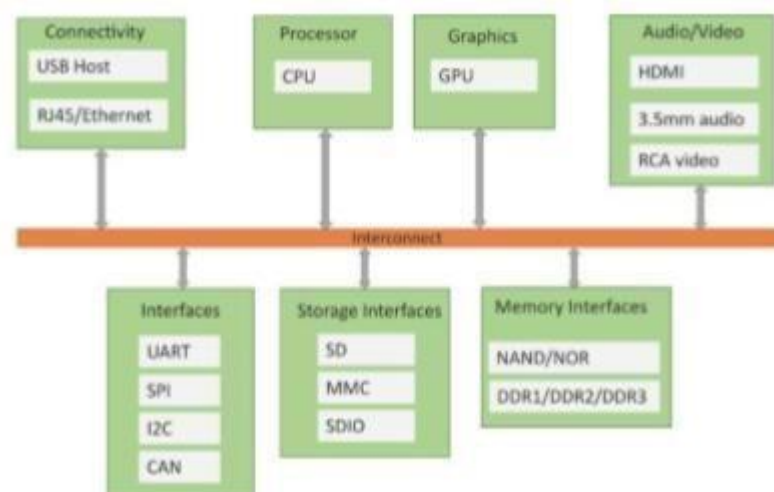 Connectivity
USB Host
RJ45/Ethernet
Processor
CPU
Graphics
GPU
Audio/Video
HDMI
3.5mm audio
RCA video
Interconnect
Interfaces
UART
SPI
I2C
CAN
Storage Interfaces
SD
MMC
SDIO
Memory Interfaces
NAND/NOR
DDR1/DDR2/DDR3